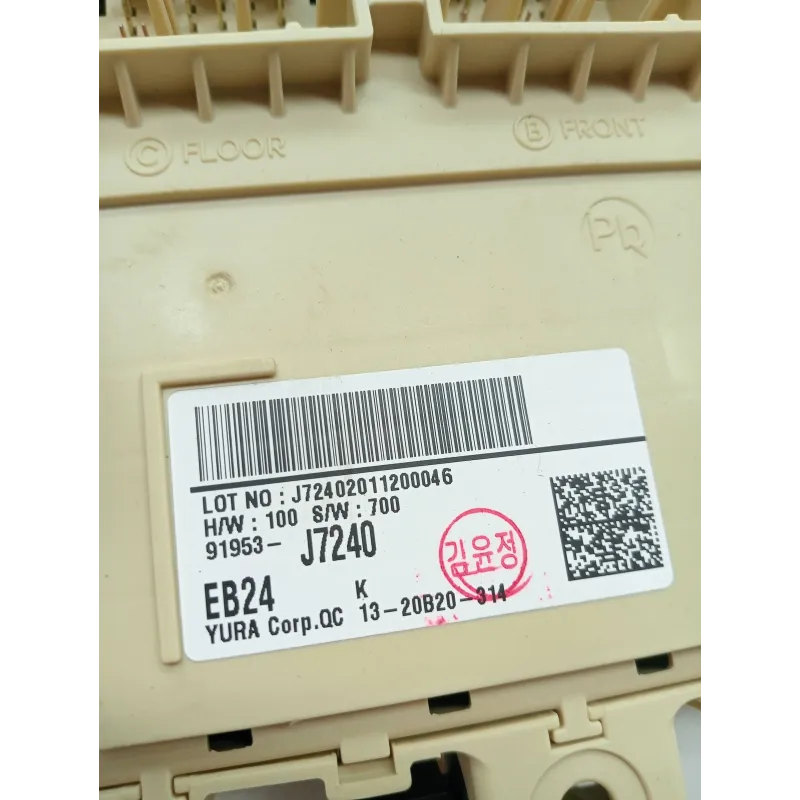 C FLOOR
B FRONT
Pb
LOT NO : J72402011200046
H/W : 100 S/W : 700
91953- J7240
김윤정
EB24 K
YURA Corp.QC 13-20B20-314